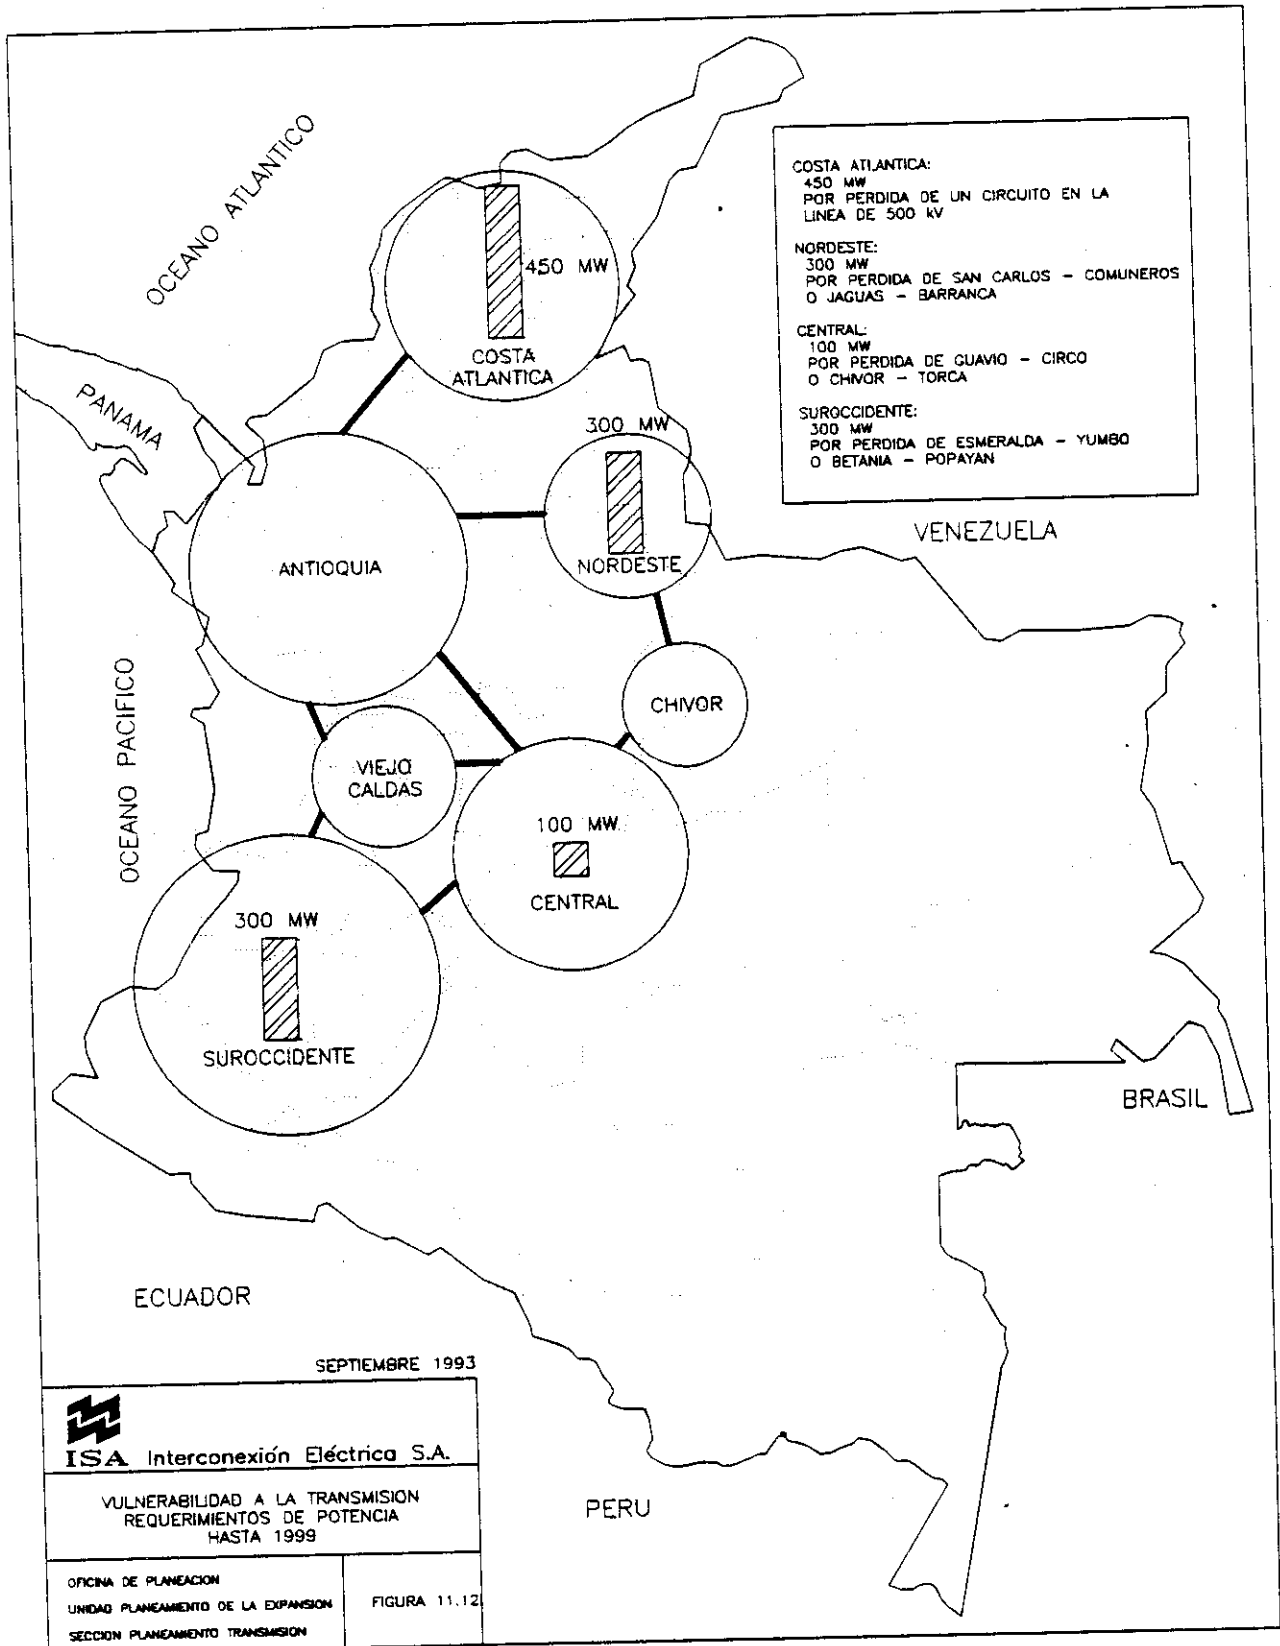 OCEANO ATLANTICO
COSTA ATLANTICA:
450 MW
POR PERDIDA DE UN CIRCUITO EN LA
LINEA DE 500 kV
NORDESTE:
300 MW
POR PERDIDA DE SAN CARLOS - COMUNEROS
O JAGUAS - BARRANCA
CENTRAL:
100 MW
POR PERDIDA DE GUAVIO - CIRCO
O CHIVOR - TORCA
SUROCCIDENTE:
300 MW
POR PERDIDA DE ESMERALDA - YUMBO
O BETANIA - POPAYAN
450 MW
COSTA
ATLANTICA
PANAMA
300 MW
NORDESTE
VENEZUELA
ANTIOQUIA
OCEANO PACIFICO
CHIVOR
VIEJO
CALDAS
100 MW
CENTRAL
300 MW
SUROCCIDENTE
BRASIL
ECUADOR
PERU
SEPTIEMBRE 1993
ISA Interconexión Eléctrica S.A.
VULNERABILIDAD A LA TRANSMISION
REQUERIMIENTOS DE POTENCIA
HASTA 1999
OFICINA DE PLANEACION
UNIDAD PLANEAMIENTO DE LA EXPANSION
SECCION PLANEAMIENTO TRANSMISION
FIGURA 11.12